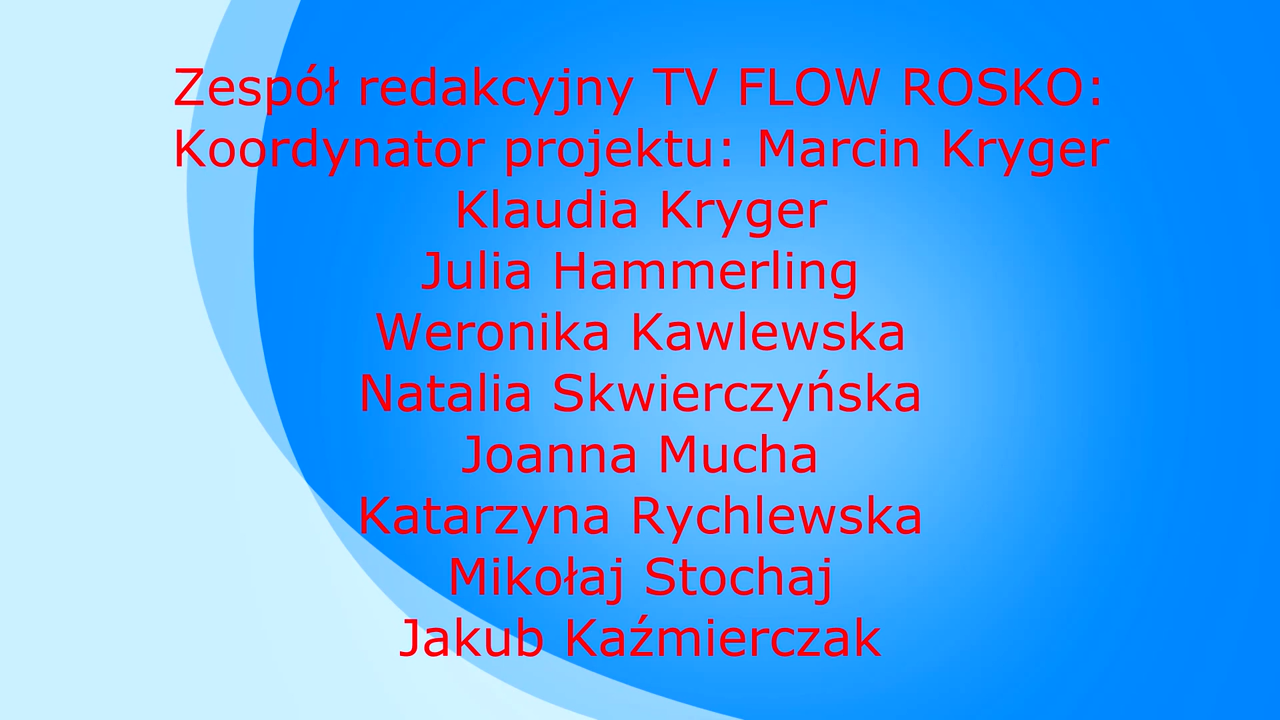 Zespół redakcyjny TV FLOW ROSKO:
Koordynator projektu: Marcin Kryger
Klaudia Kryger
Julia Hammerling
Weronika Kawlewska
Natalia Skwierczyńska
Joanna Mucha
Katarzyna Rychlewska
Mikołaj Stochaj
Jakub Kaźmierczak